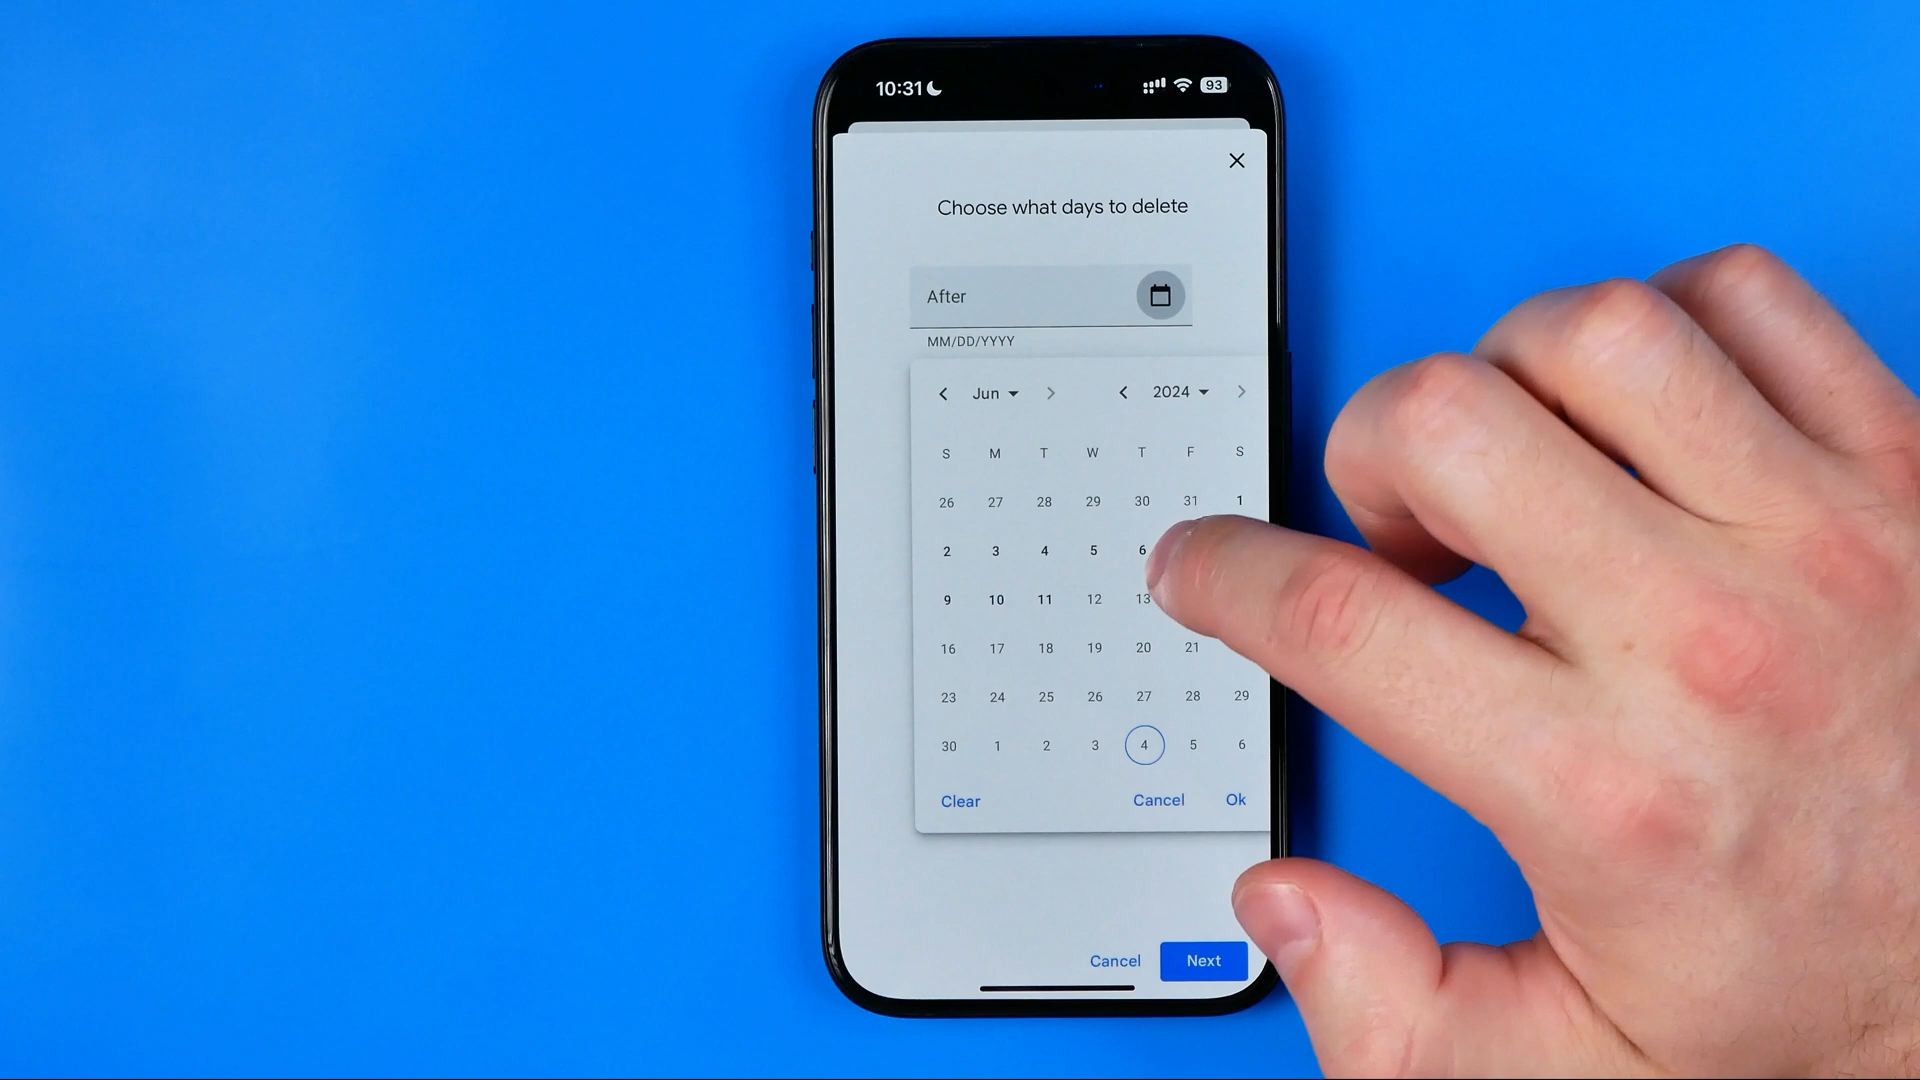 10:31 93
Choose what days to delete
After
MM/DD/YYYY
Jun 2024
S M T W T F S
26 27 28 29 30 31 1
2 3 4 5 6
9 10 11 12 13
16 17 18 19 20 21
23 24 25 26 27 28 29
30 1 2 3 4 5 6
Clear Cancel Ok
Cancel Next